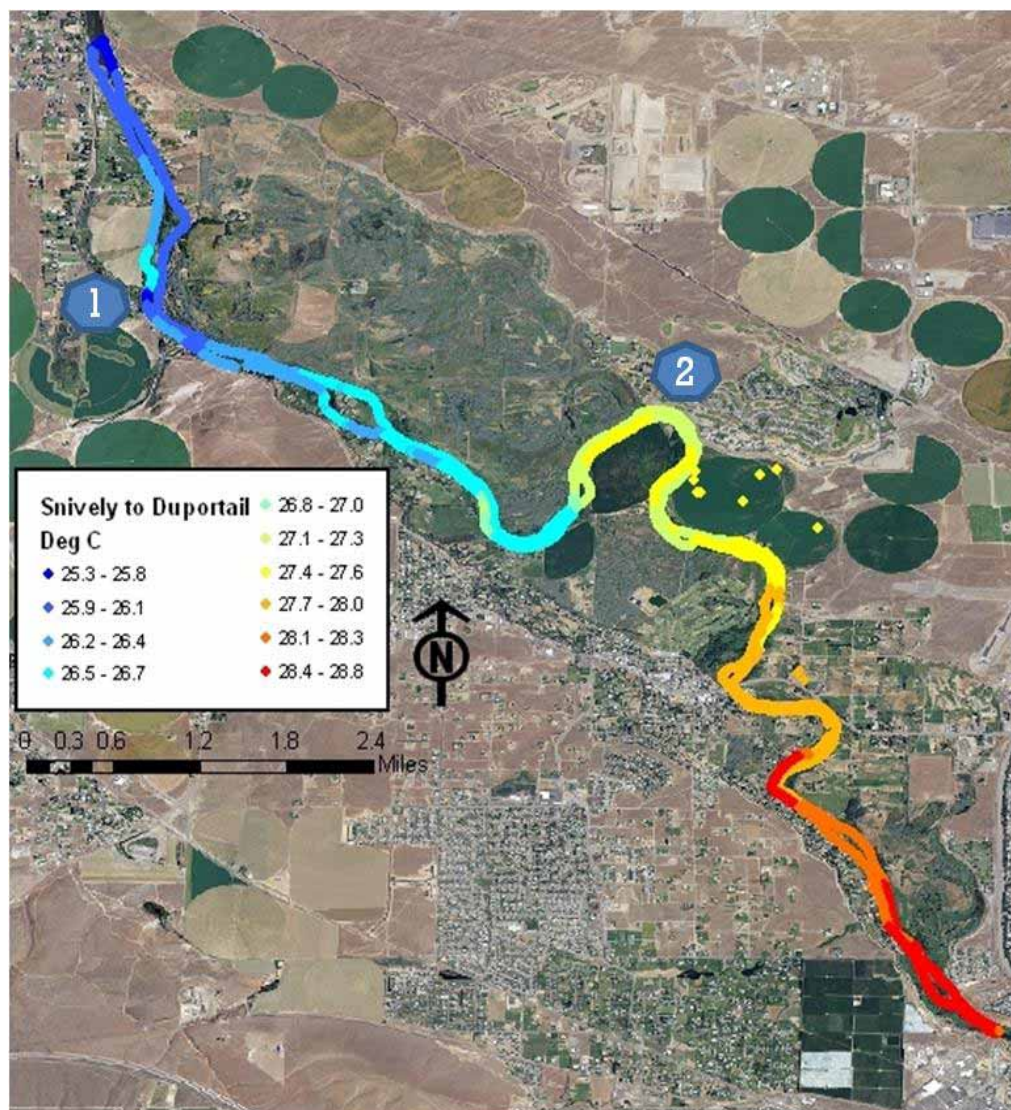 1
2
Snively to Duportail
Deg C
25.3 - 25.8
25.9 - 26.1
26.2 - 26.4
26.5 - 26.7
26.8 - 27.0
27.1 - 27.3
27.4 - 27.6
27.7 - 28.0
28.1 - 28.3
28.4 - 28.8
N
0 0.3 0.6 1.2 1.8 2.4
Miles